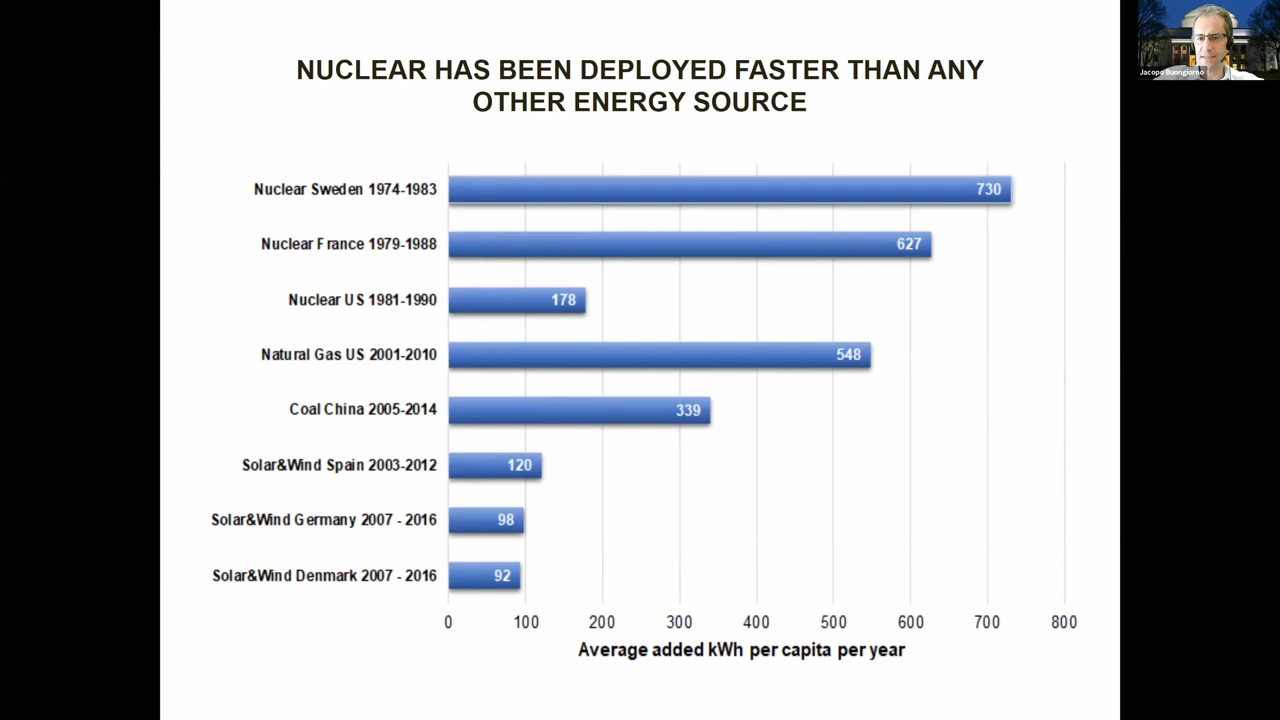 NUCLEAR HAS BEEN DEPLOYED FASTER THAN ANY
OTHER ENERGY SOURCE
Jacopo Buongiorno
Nuclear Sweden 1974-1983
730
Nuclear France 1979-1988
627
Nuclear US 1981-1990
178
Natural Gas US 2001-2010
548
Coal China 2005-2014
339
Solar&Wind Spain 2003-2012
120
Solar&Wind Germany 2007 - 2016
98
Solar&Wind Denmark 2007 - 2016
92
0 100 200 300 400 500 600 700 800
Average added kWh per capita per year